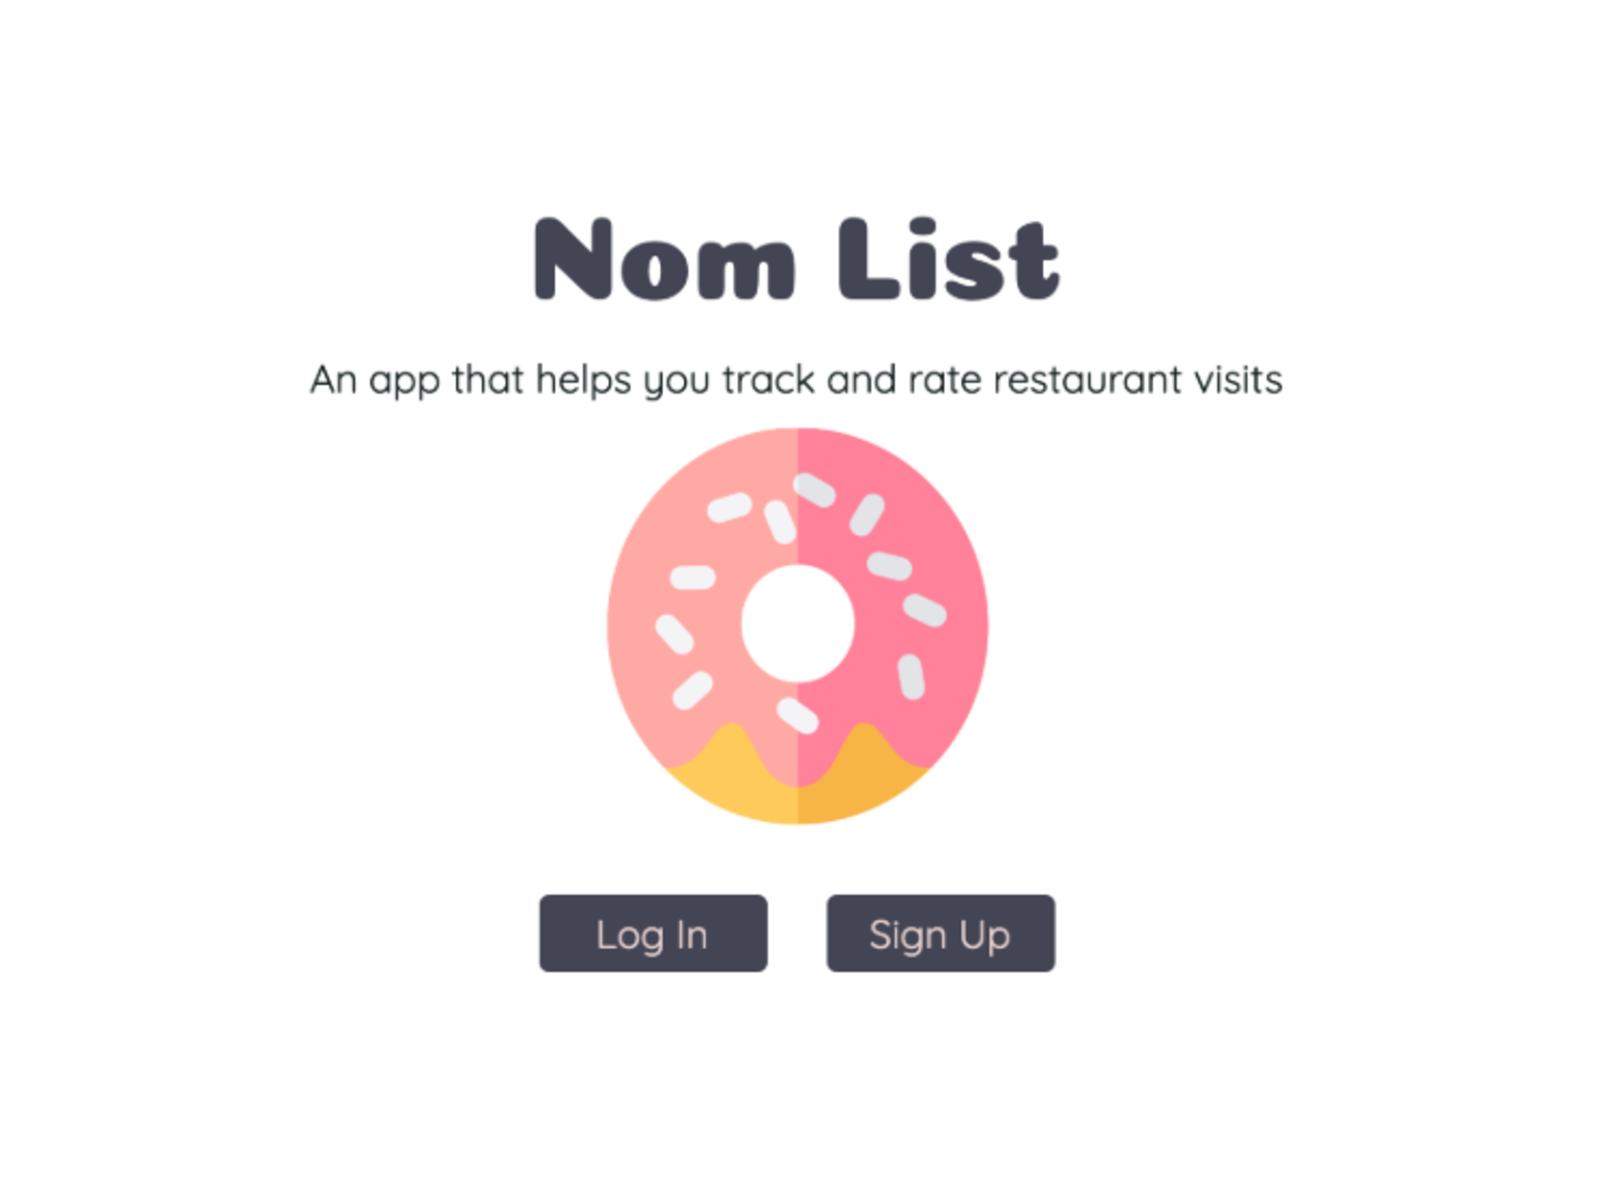 Nom List
An app that helps you track and rate restaurant visits
Log In
Sign Up